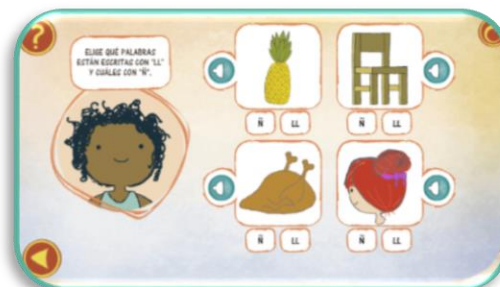 ?
ELIGE QUÉ PALABRAS
ESTÁN ESCRITAS CON "LL"
Y CUÁLES CON "Ñ".
Ñ LL
Ñ LL
Ñ LL
Ñ LL